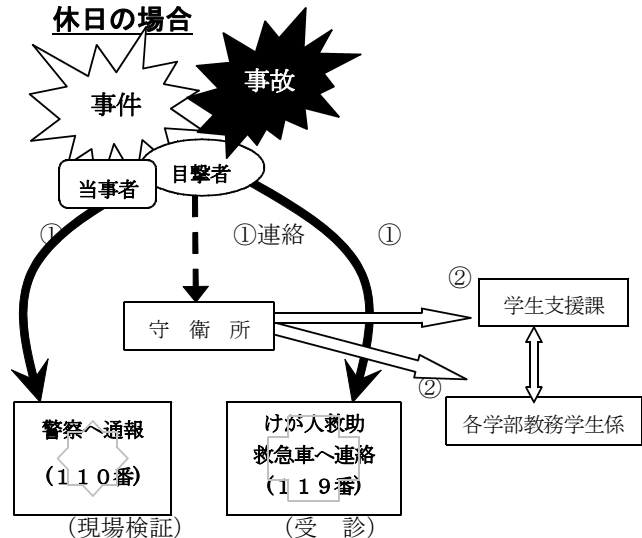 休日の場合
事件
事故
当事者
目撃者
①
①連絡
①
守 衛 所
②
学生支援課
②
各学部教務学生係
警察へ通報
(110番)
けが人救助
救急車へ連絡
(119番)
(現場検証)
(受 診)